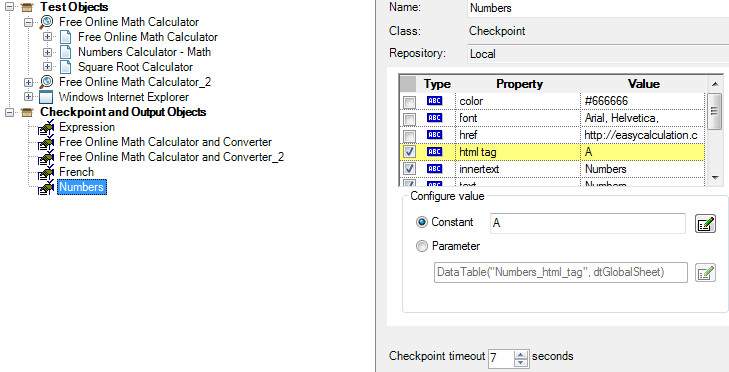 Test Objects
Free Online Math Calculator
Free Online Math Calculator
Numbers Calculator - Math
Square Root Calculator
Free Online Math Calculator_2
Windows Internet Explorer
Checkpoint and Output Objects
Expression
Free Online Math Calculator and Converter
Free Online Math Calculator and Converter_2
French
Numbers
Name: Numbers
Class: Checkpoint
Repository: Local
Type Property Value
ABC color #666666
ABC font Arial, Helvetica,
ABC href http://easycalculation.c
ABC html tag A
ABC innertext Numbers
ABC text Numbers
Configure value
Constant A
Parameter
DataTable("Numbers_html_tag", dtGlobalSheet)
Checkpoint timeout 7 seconds